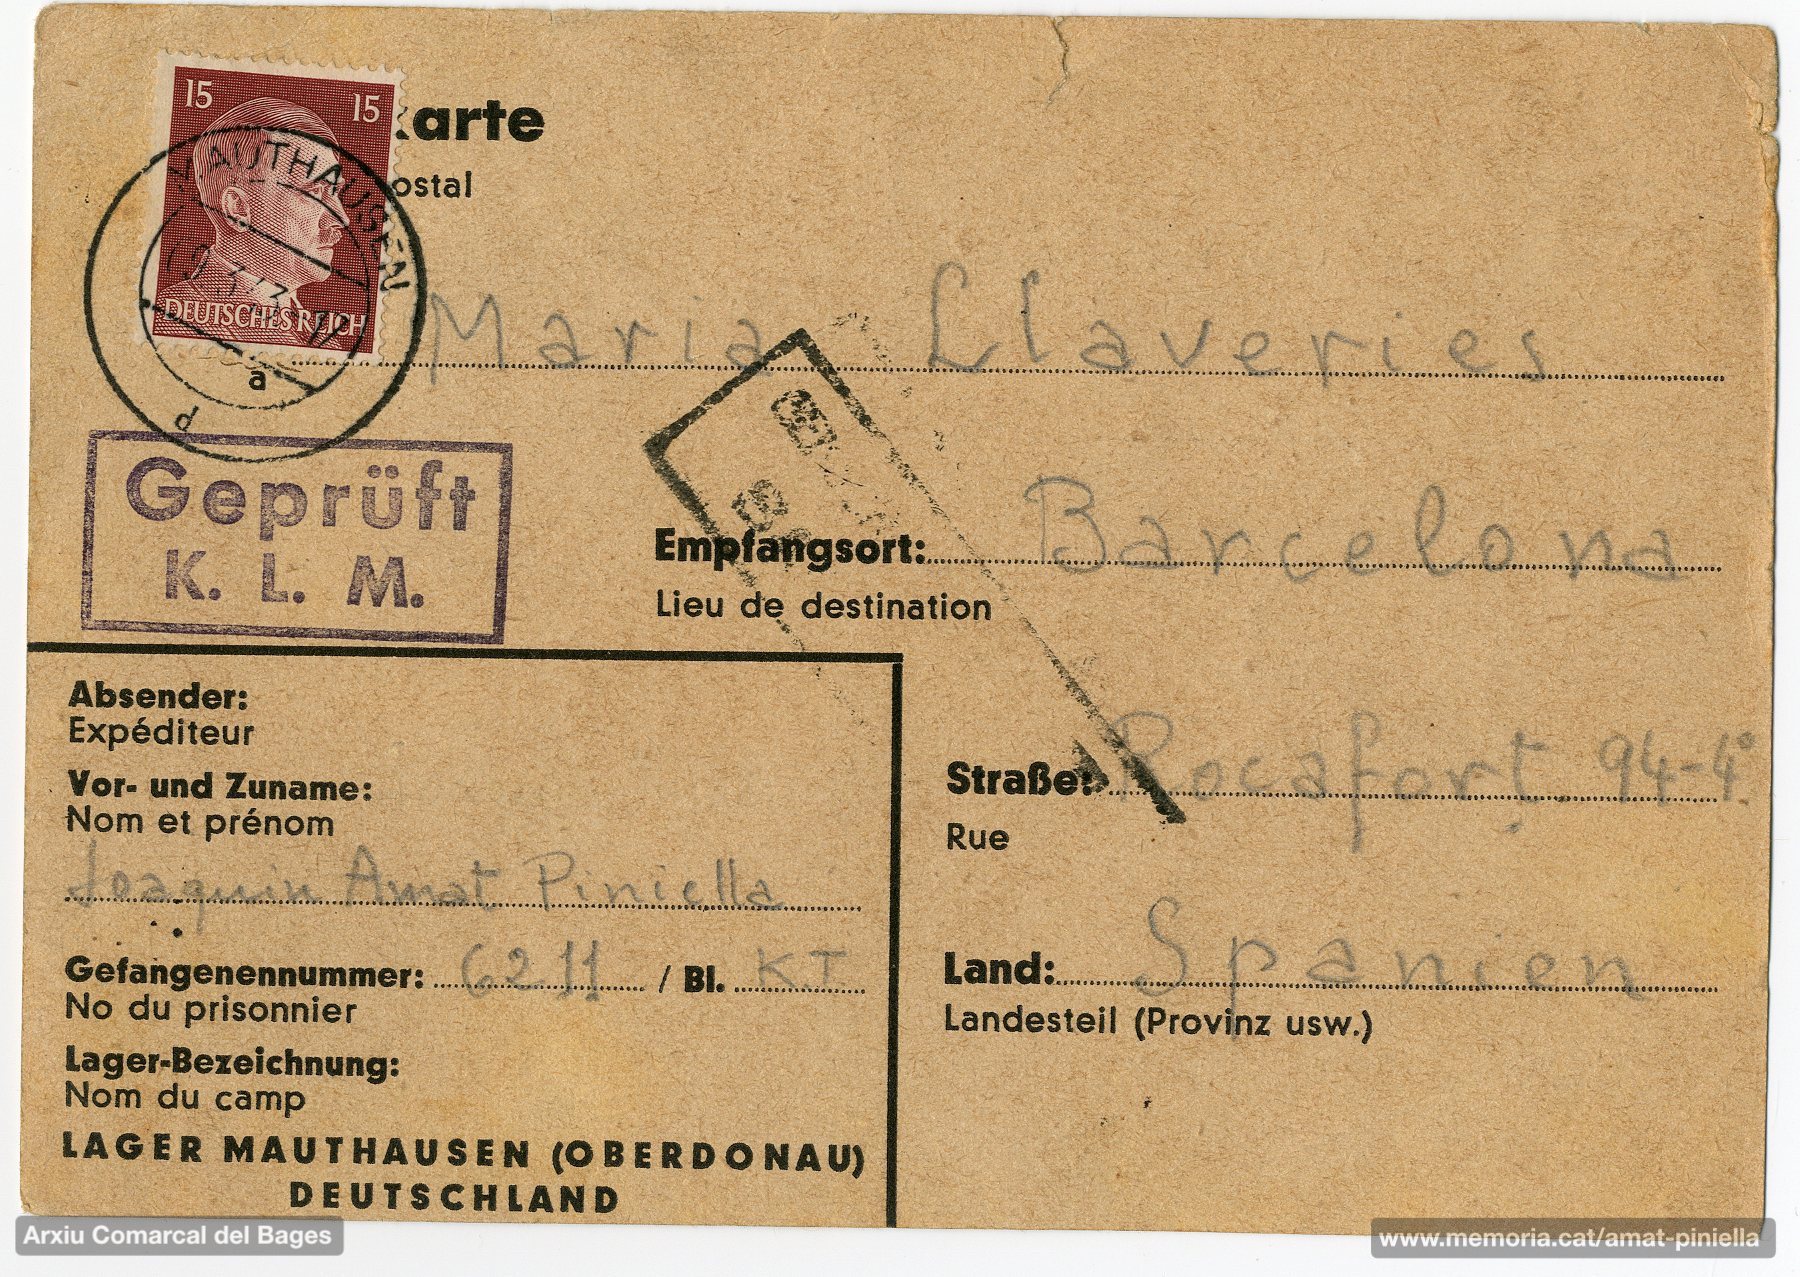 15 15
DEUTSCHES REICH
MAUTHAUSEN
a
d
karte
postal
Maria Llaveries
Geprüft
K. L. M.
Empfangsort: Barcelona
Lieu de destination
Straße: Rocafort. 94-4º
Rue
Land: Spanien
Landesteil (Provinz usw.)
Absender:
Expéditeur
Vor- und Zuname:
Nom et prénom
Joaquin Amat Piniella
Gefangenennummer: 6211 / Bl. KT
No du prisonnier
Lager-Bezeichnung:
Nom du camp
LAGER MAUTHAUSEN (OBERDONAU)
DEUTSCHLAND
Arxiu Comarcal del Bages
www.memoria.cat/amat-piniella